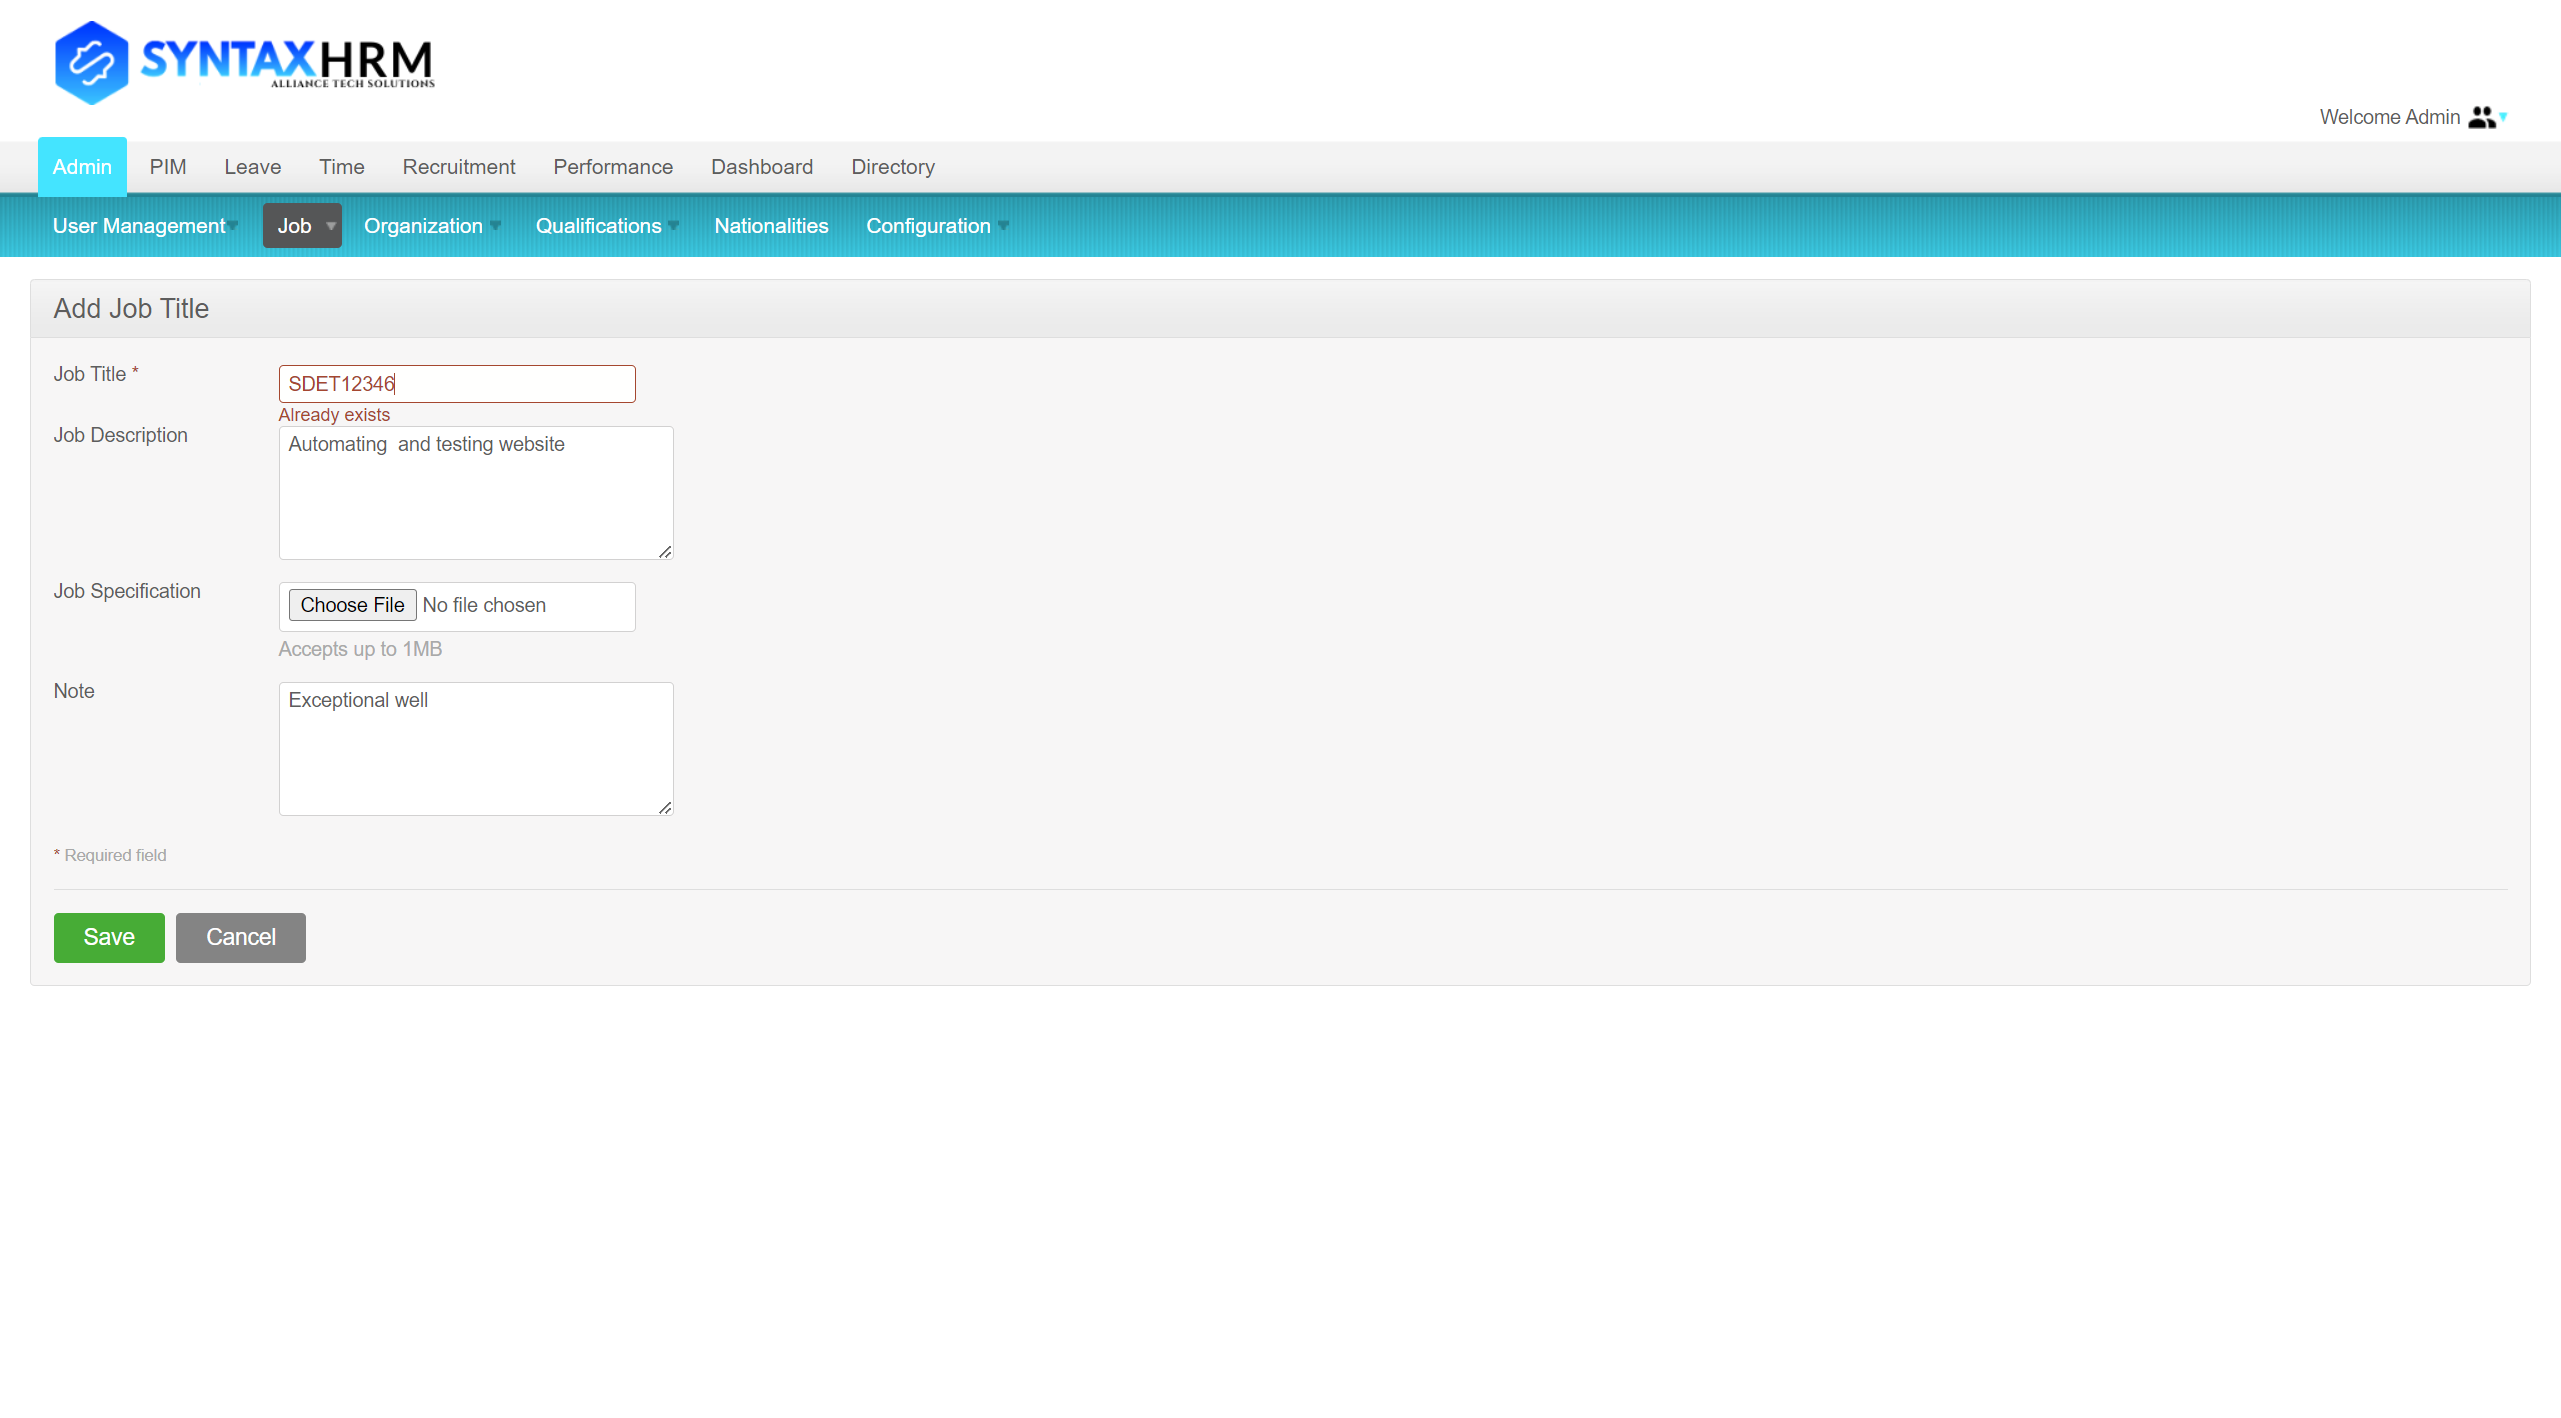 SYNTAXHRM
ALLIANCE TECH SOLUTIONS
Welcome Admin
Admin PIM Leave Time Recruitment Performance Dashboard Directory
User Management Job Organization Qualifications Nationalities Configuration
Add Job Title
Job Title * SDET12346
Already exists
Job Description Automating  and testing website
Job Specification Choose File No file chosen
Accepts up to 1MB
Note Exceptional well
* Required field
Save Cancel